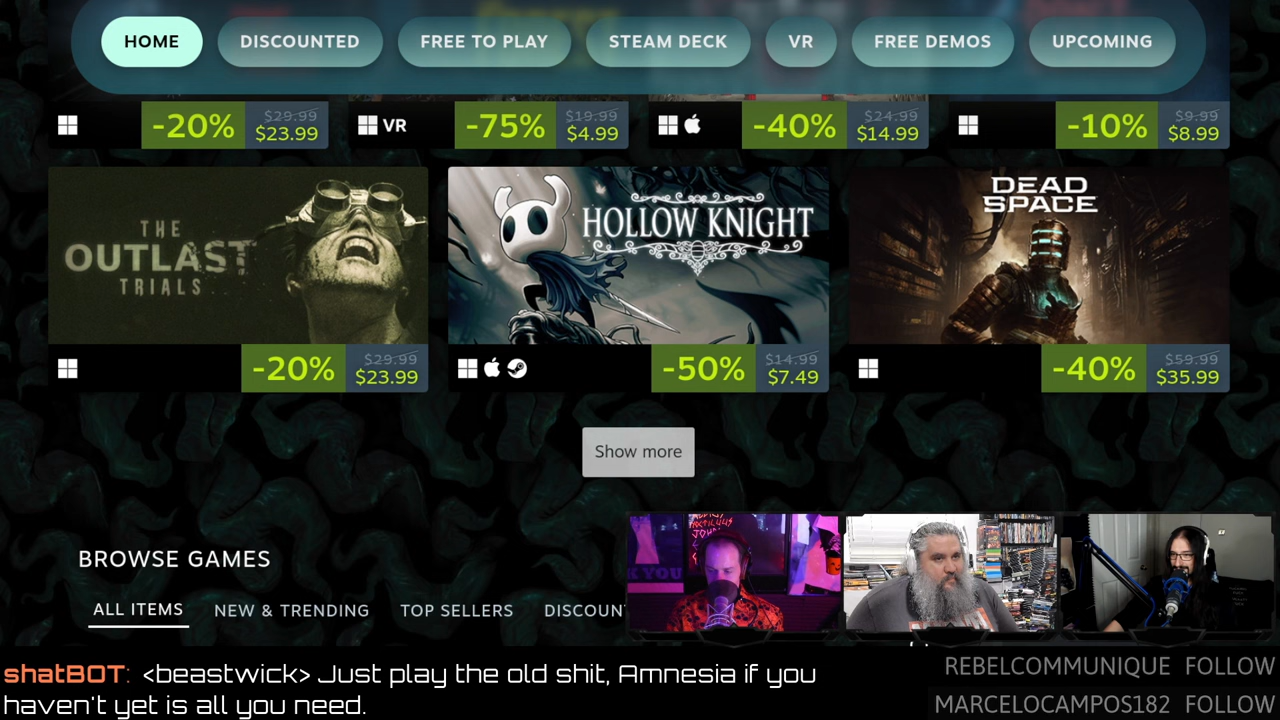 HOME DISCOUNTED FREE TO PLAY STEAM DECK VR FREE DEMOS UPCOMING
-20% $29.99 $23.99
VR -75% $19.99 $4.99
-40% $24.99 $14.99
-10% $9.99 $8.99
THE
OUTLAST
TRIALS
-20% $29.99 $23.99
HOLLOW KNIGHT
-50% $14.99 $7.49
DEAD
SPACE
-40% $59.99 $35.99
Show more
BROWSE GAMES
ALL ITEMS NEW & TRENDING TOP SELLERS DISCOUN
shatBOT: <beastwick> Just play the old shit, Amnesia if you
haven't yet is all you need.
REBELCOMMUNIQUE FOLLOW
MARCELOCAMPOS182 FOLLOW